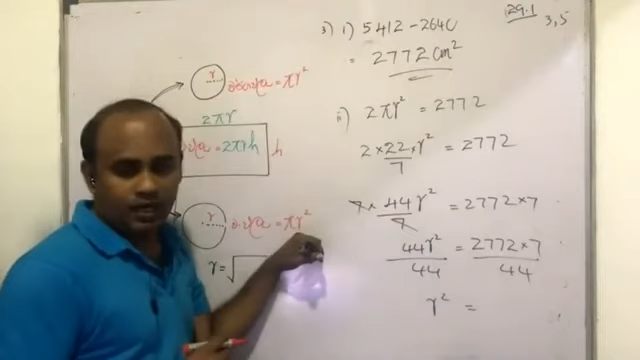 29.1
3,5
3) i) 5412 - 2640
= 2772 cm²
ii) 2πr² = 2772
2 × 22/7 × r² = 2772
7 × 44/7 r² = 2772 × 7
44r²/44 = 2772 × 7/44
r² =
r
= πr²
2πr
= 2πrh
h
r
= πr²
r = √